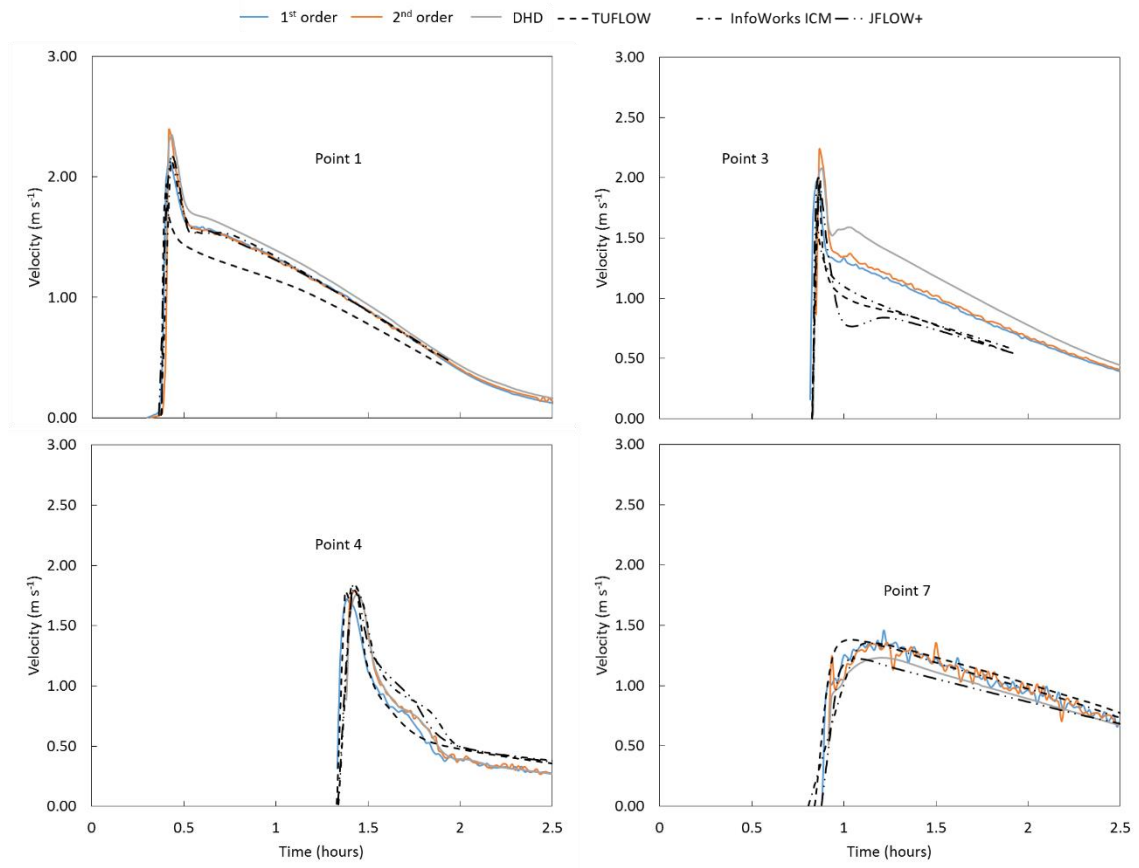 1st order 2nd order DHD TUFLOW InfoWorks ICM JFLOW+
3.00
2.00
1.00
0.00
Velocity (m s-1)
Point 1
3.00
2.50
2.00
1.50
1.00
0.50
0.00
Velocity (m s-1)
Point 3
3.00
2.50
2.00
1.50
1.00
0.50
0.00
Velocity (m s-1)
Point 4
0 0.5 1 1.5 2 2.5
Time (hours)
3.00
2.50
2.00
1.50
1.00
0.50
0.00
Velocity (m s-1)
Point 7
0 0.5 1 1.5 2 2.5
Time (hours)